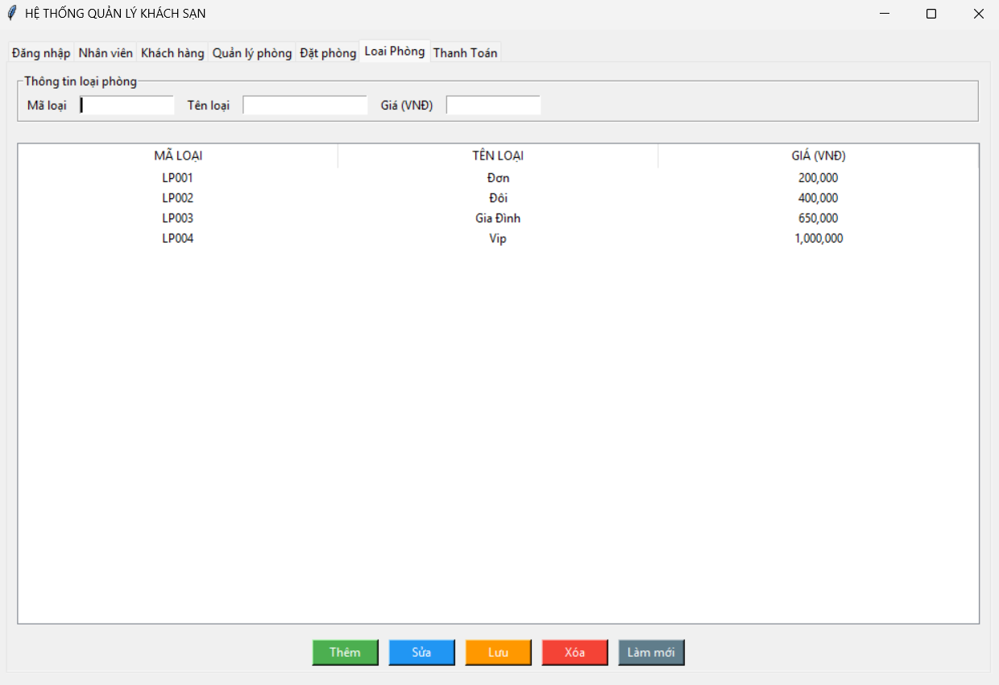 HỆ THỐNG QUẢN LÝ KHÁCH SẠN
Đăng nhập Nhân viên Khách hàng Quản lý phòng Đặt phòng Loại Phòng Thanh Toán
Thông tin loại phòng
Mã loại Tên loại Giá (VNĐ)
MÃ LOẠI TÊN LOẠI GIÁ (VNĐ)
LP001 Đơn 200,000
LP002 Đôi 400,000
LP003 Gia Đình 650,000
LP004 Vip 1,000,000
Thêm Sửa Lưu Xóa Làm mới